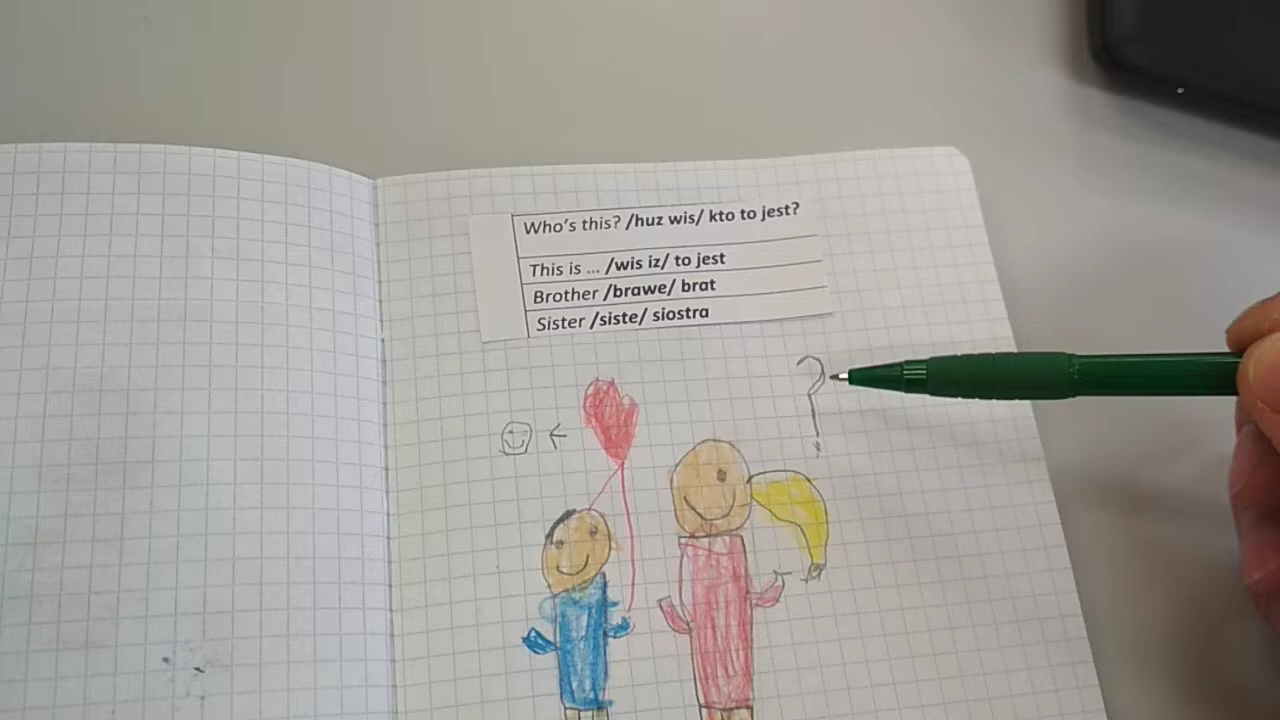 Who's this? /huz wis/ kto to jest?
This is ... /wis iz/ to jest
Brother /brawe/ brat
Sister /siste/ siostra
?